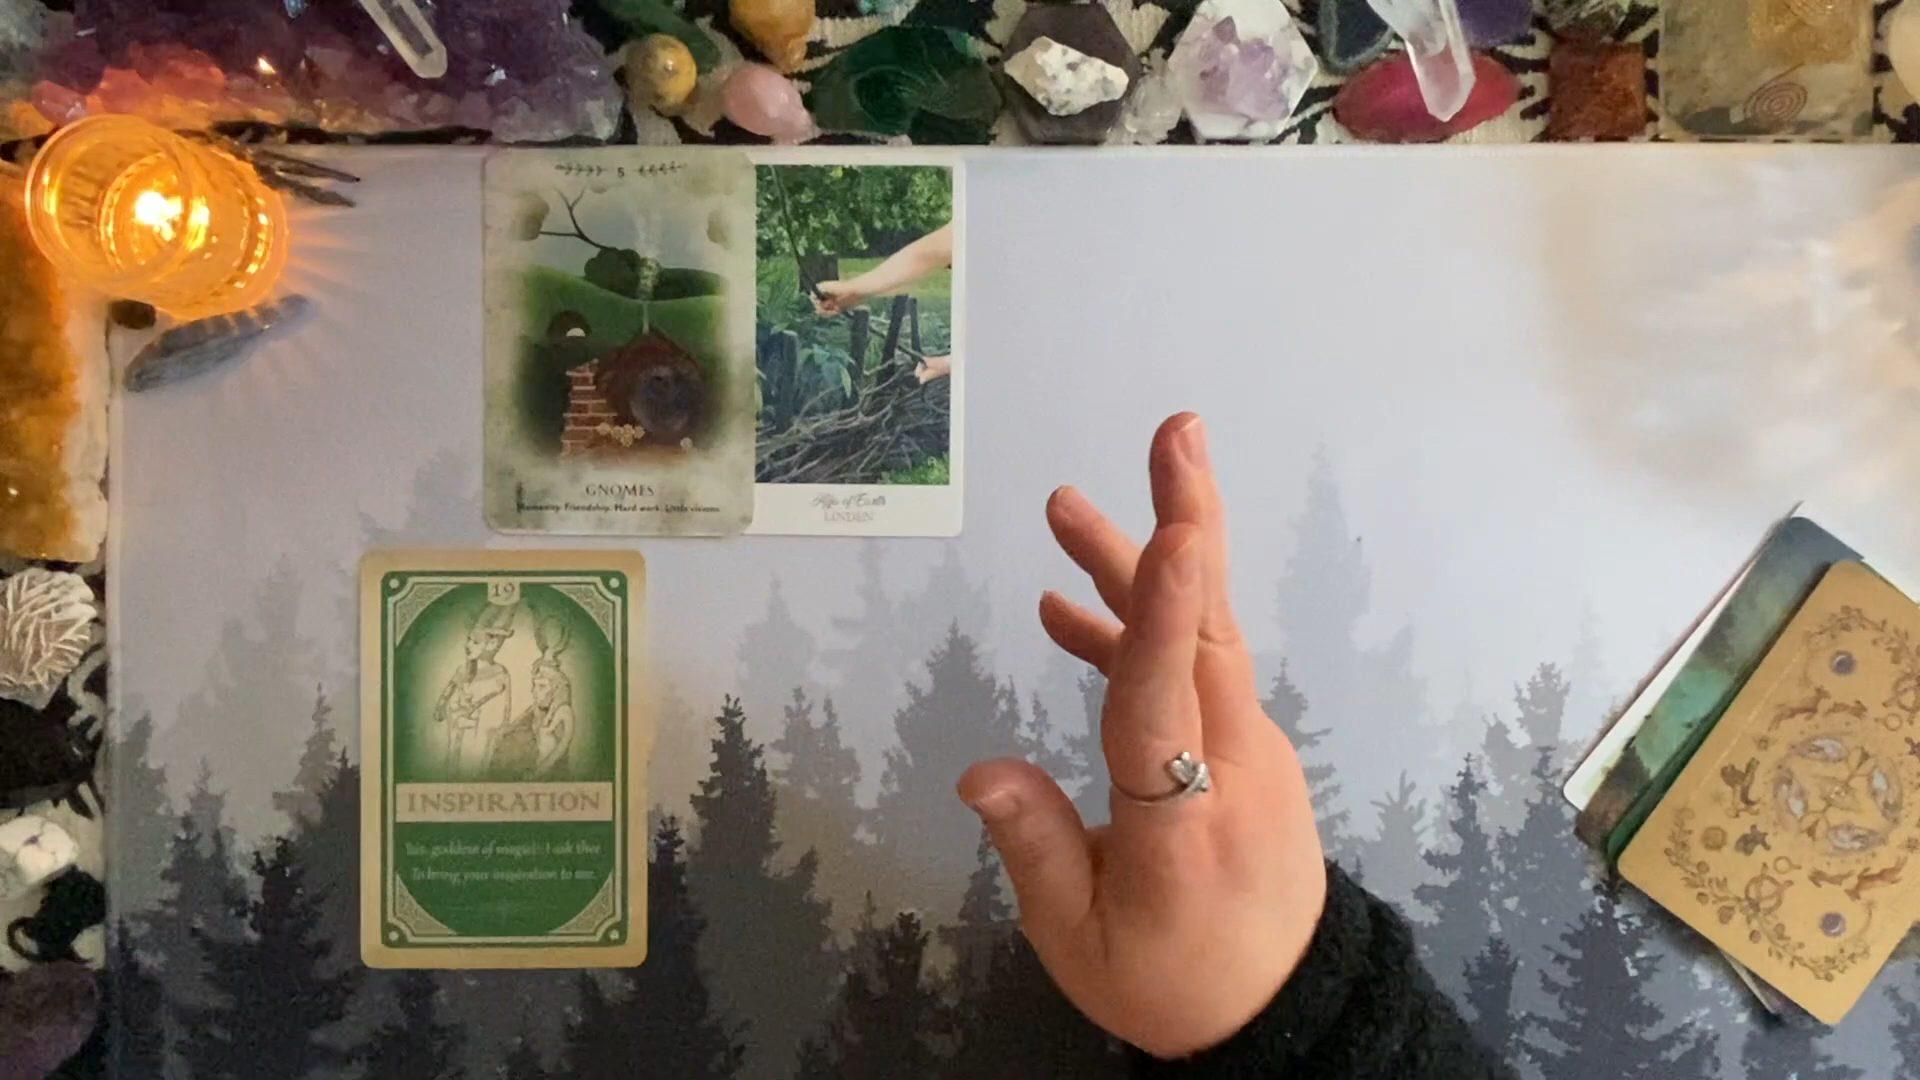 5
GNOMES
Humanity. Friendship. Hard work. Little visions.
of Earth
LINDEN
19
INSPIRATION
Isis, goddess of magic: I ask thee
To bring your inspiration to me.